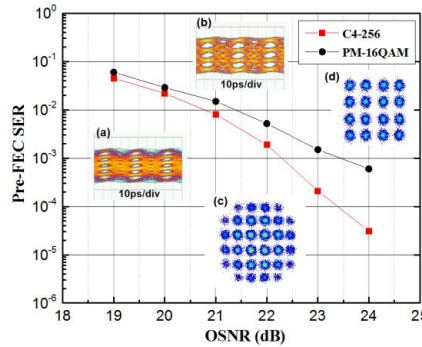 10⁰
10⁻¹
10⁻²
10⁻³
10⁻⁴
10⁻⁵
10⁻⁶
Pre-FEC SER
(b)
10ps/div
C4-256
PM-16QAM
(d)
(a)
10ps/div
(c)
18 19 20 21 22 23 24 25
OSNR (dB)